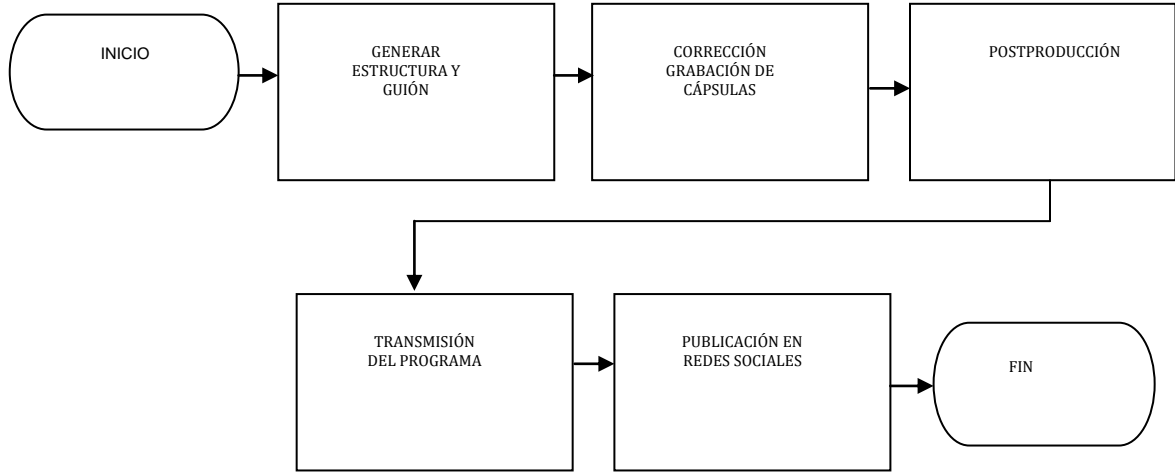 INICIO
GENERAR
ESTRUCTURA Y
GUIÓN
CORRECCIÓN
GRABACIÓN DE
CÁPSULAS
POSTPRODUCCIÓN
TRANSMISIÓN
DEL PROGRAMA
PUBLICACIÓN EN
REDES SOCIALES
FIN